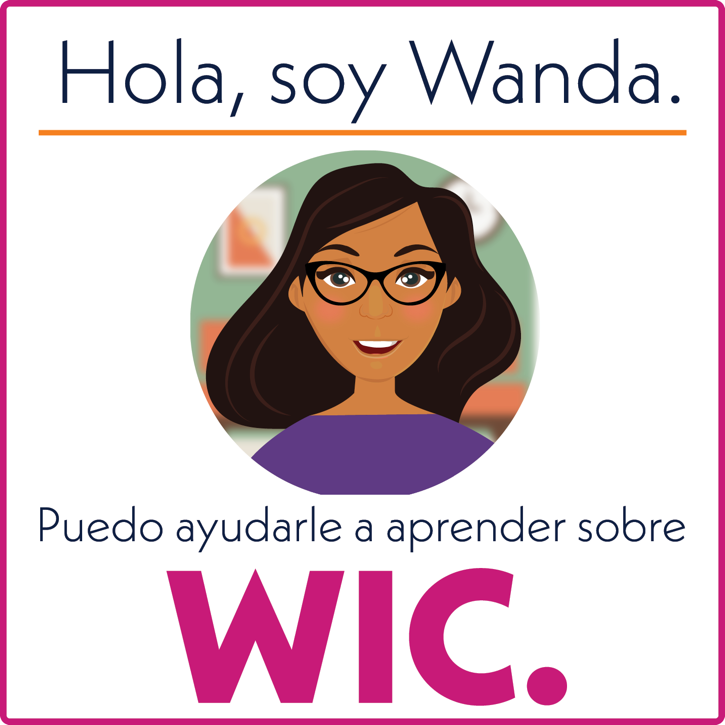 Hola, soy Wanda.
Puedo ayudarle a aprender sobre
WIC.